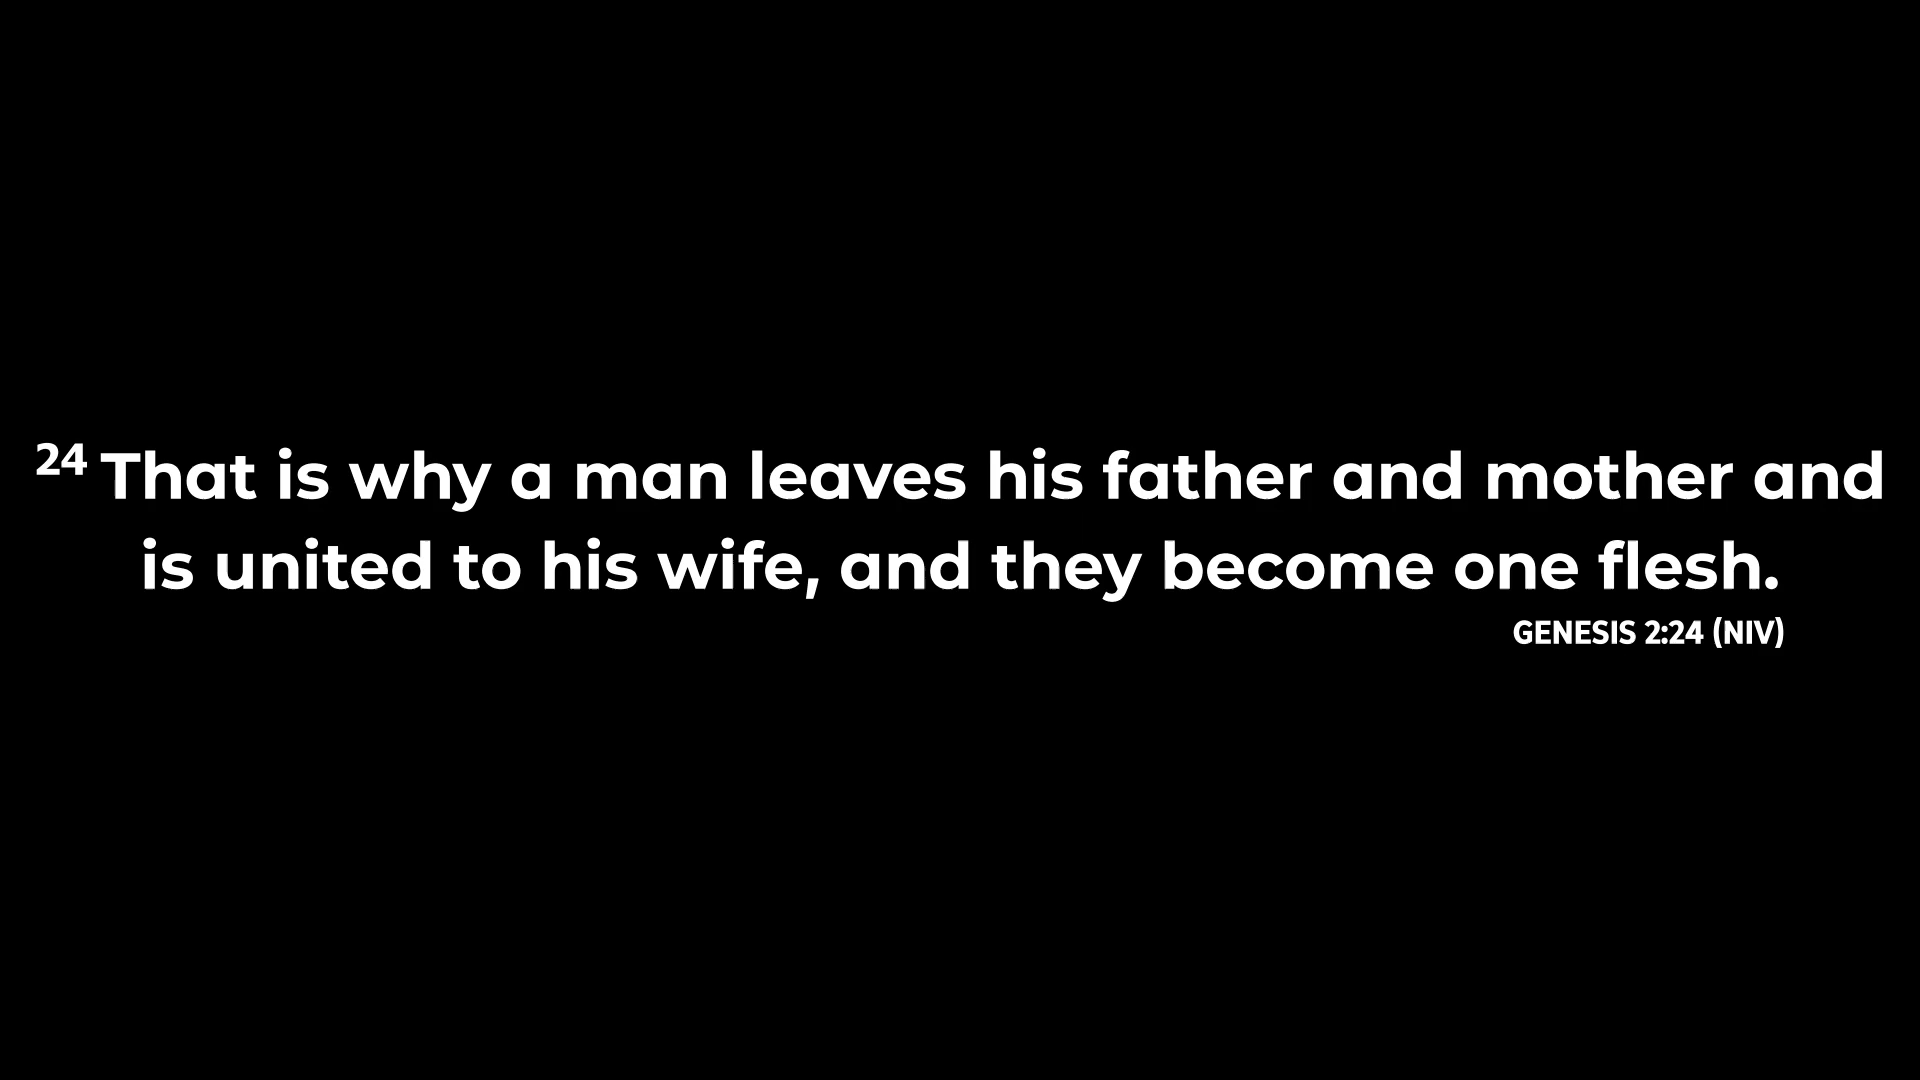 24 That is why a man leaves his father and mother and
is united to his wife, and they become one flesh.
GENESIS 2:24 (NIV)